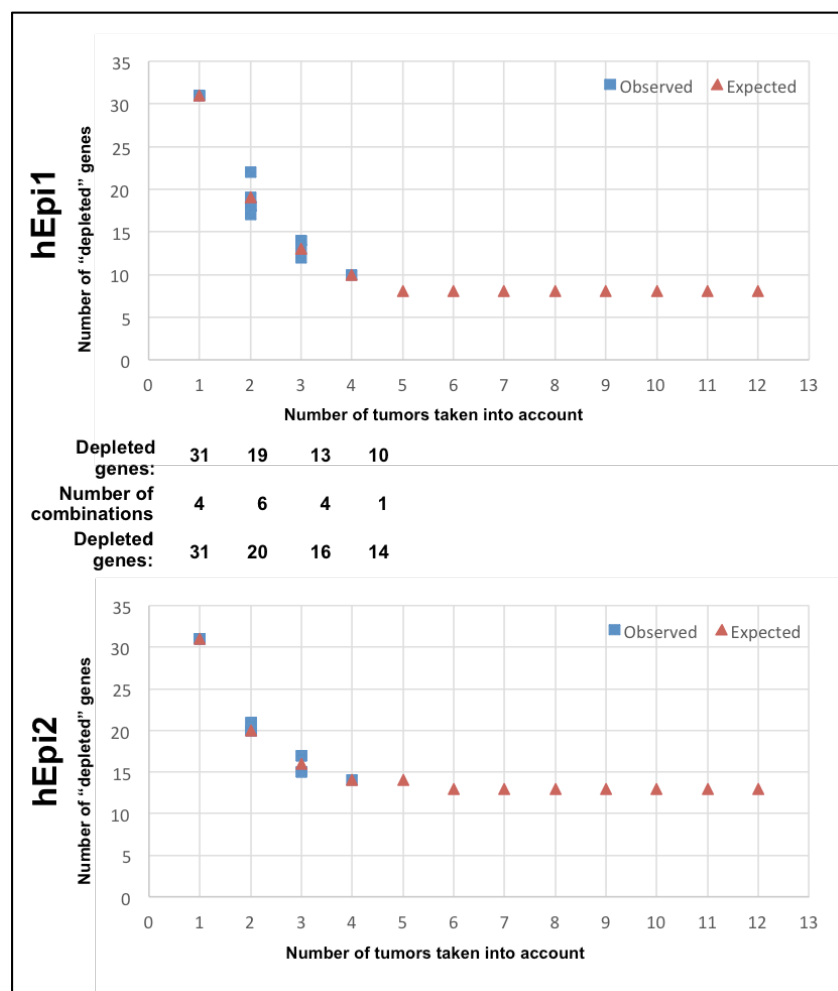 hEpi1
Number of "depleted" genes
35
30
25
20
15
10
5
0
Observed Expected
0 1 2 3 4 5 6 7 8 9 10 11 12 13
Number of tumors taken into account
Depleted
genes: 31 19 13 10
Number of
combinations 4 6 4 1
Depleted
genes: 31 20 16 14
hEpi2
Number of "depleted" genes
35
30
25
20
15
10
5
0
Observed Expected
0 1 2 3 4 5 6 7 8 9 10 11 12 13
Number of tumors taken into account